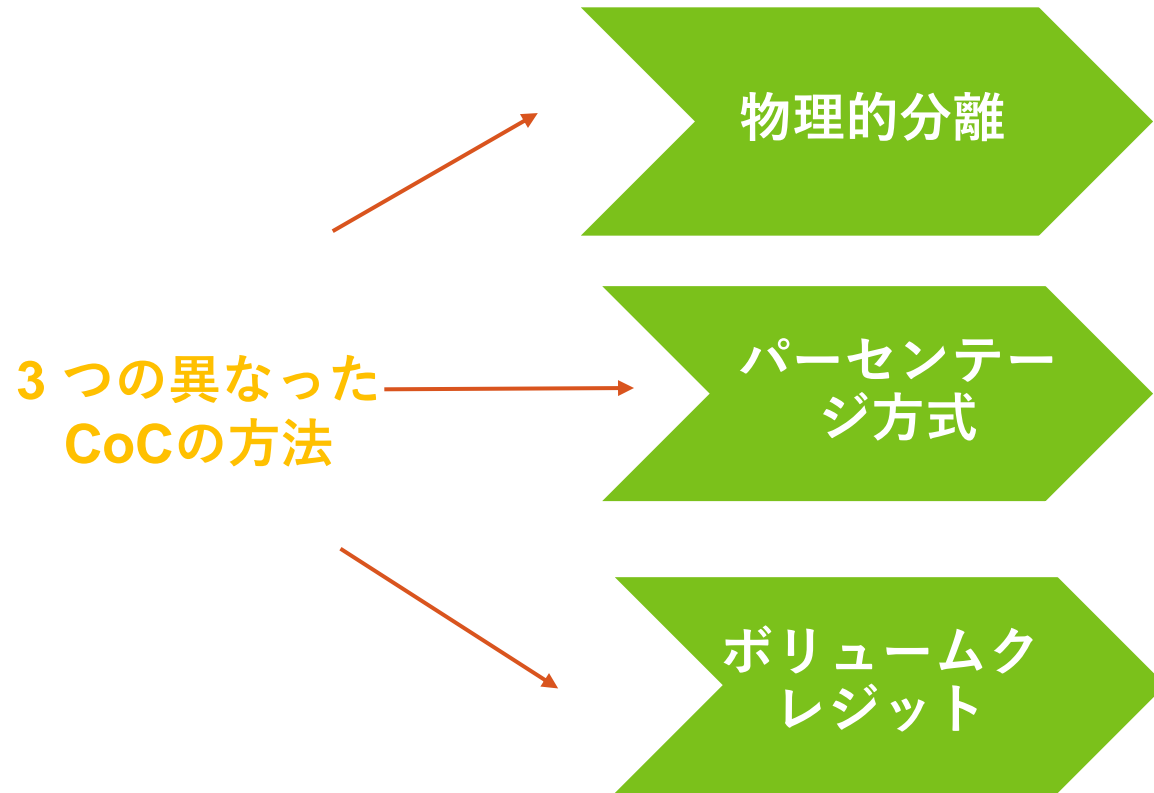 物理的分離
3 つの異なった
CoCの方法
パーセンテー
ジ方式
ボリュームク
レジット